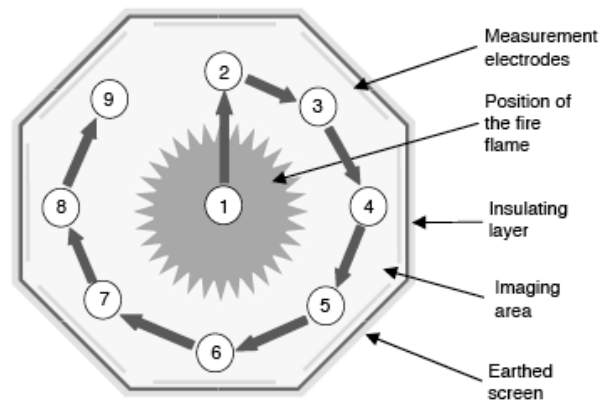 Measurement
electrodes
Position of
the fire
flame
Insulating
layer
Imaging
area
Earthed
screen
1
2
3
4
5
6
7
8
9